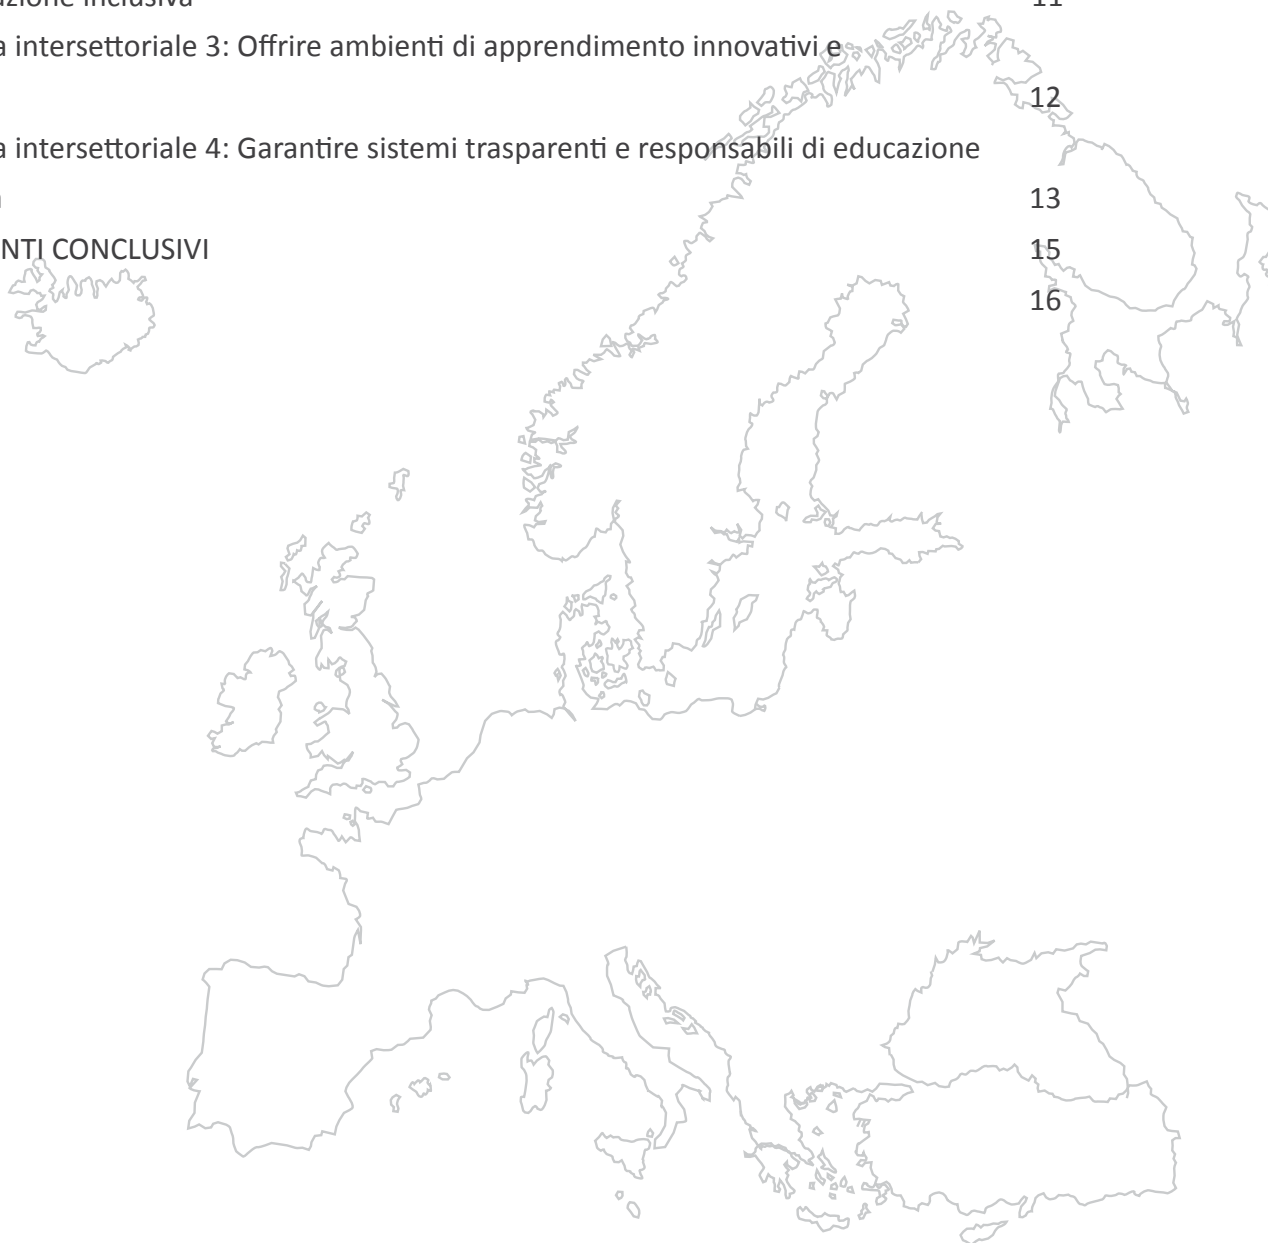 azione inclusiva 11
a intersettoriale 3: Offrire ambienti di apprendimento innovativi e
12
a intersettoriale 4: Garantire sistemi trasparenti e responsabili di educazione
13
NTI CONCLUSIVI 15
16